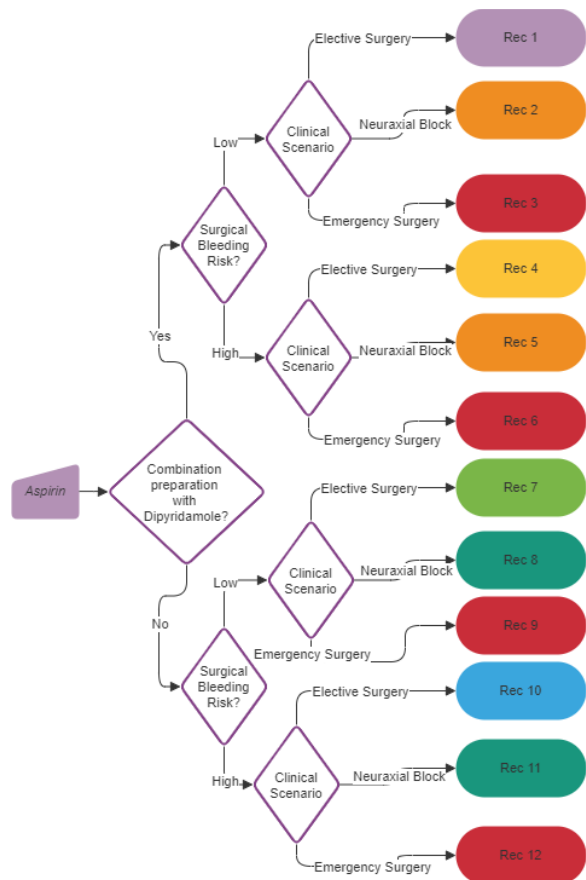 Elective Surgery
Rec 1
Clinical
Scenario
Neuraxial Block
Rec 2
Low
Emergency Surgery
Rec 3
Surgical
Bleeding
Risk?
Elective Surgery
Rec 4
Yes
High
Clinical
Scenario
Neuraxial Block
Rec 5
Emergency Surgery
Rec 6
Aspirin
Combination
preparation
with
Dipyridamole?
Elective Surgery
Rec 7
Low
Clinical
Scenario
Neuraxial Block
Rec 8
No
Emergency Surgery
Rec 9
Surgical
Bleeding
Risk?
Elective Surgery
Rec 10
High
Clinical
Scenario
Neuraxial Block
Rec 11
Emergency Surgery
Rec 12